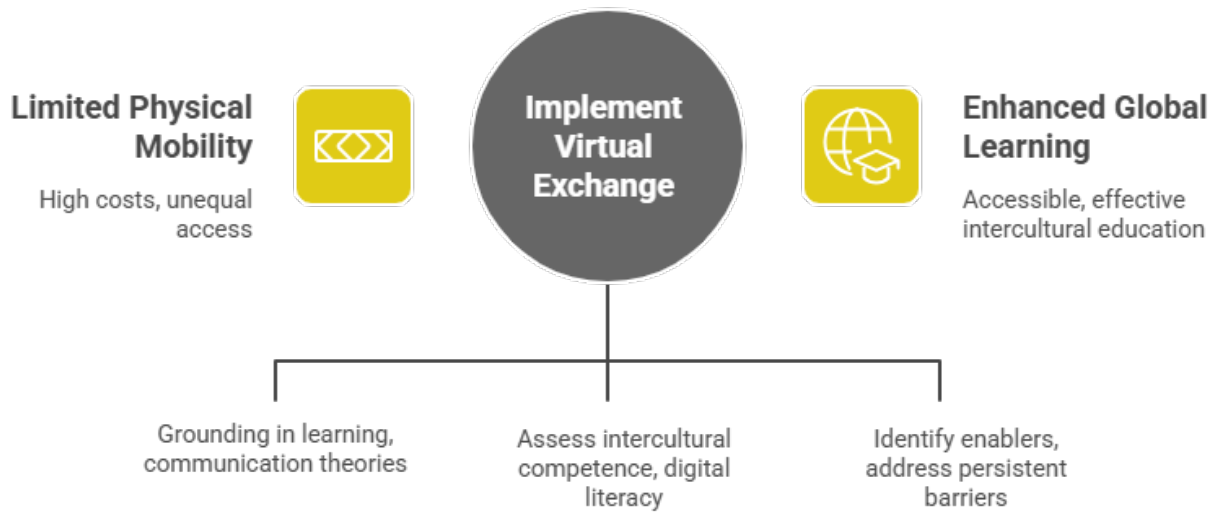 Limited Physical
Mobility
High costs, unequal
access
Implement
Virtual
Exchange
Enhanced Global
Learning
Accessible, effective
intercultural education
Grounding in learning,
communication theories
Assess intercultural
competence, digital
literacy
Identify enablers,
address persistent
barriers